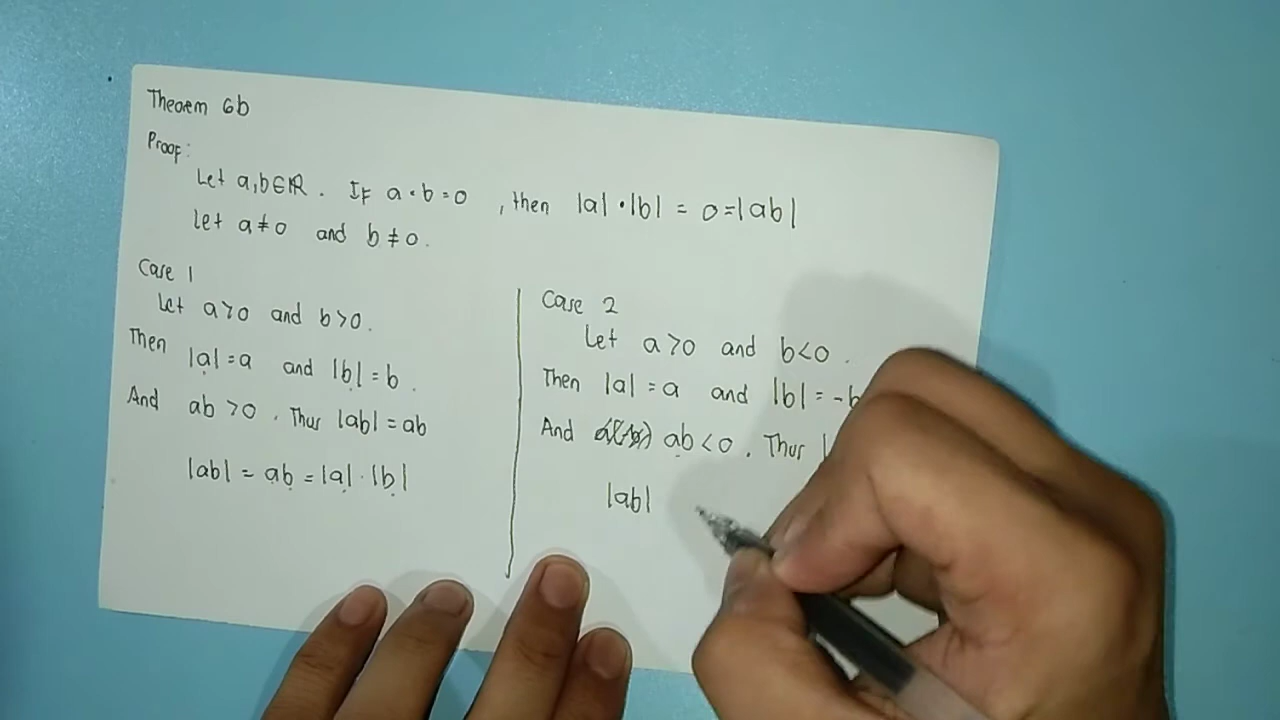 Theorem 6b
Proof:
Let a,b∈ℝ. If a·b=0, then |a|·|b| = 0=|ab|
Let a≠0 and b≠0.
Case 1
Let a>0 and b>0.
Then |a|=a and |b|=b.
And ab>0. Thus |ab|=ab
|ab| = ab = |a|·|b|
Case 2
Let a>0 and b<0.
Then |a|=a and |b|=-b
And ab<0. Thus
|ab|